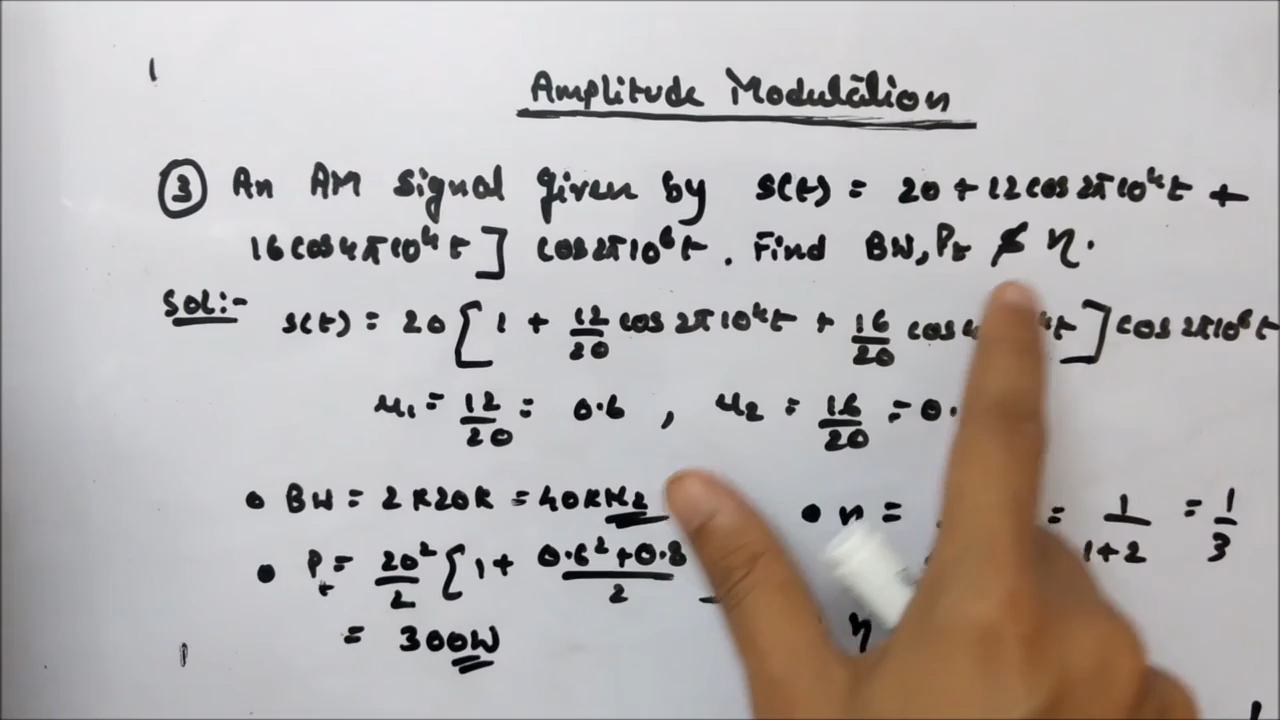 Amplitude Modulation
③ An AM signal given by s(t) = 20 + 12 cos 2π10⁴t +
16 cos 4π10⁴t ] cos 2π10⁶t . Find BW, Pt & η.
Sol:- s(t) = 20 [ 1 + 12/20 cos 2π10⁴t + 16/20 cos t ] cos 2π10⁶t
μ₁ = 12/20 = 0.6 , μ₂ = 16/20 = 0.
• BW = 2 × 20K = 40KHz
• η = = 1/1+2 = 1/3
• Pt = 20²/2 [ 1 + 0.6² + 0.8/2
= 300W
η